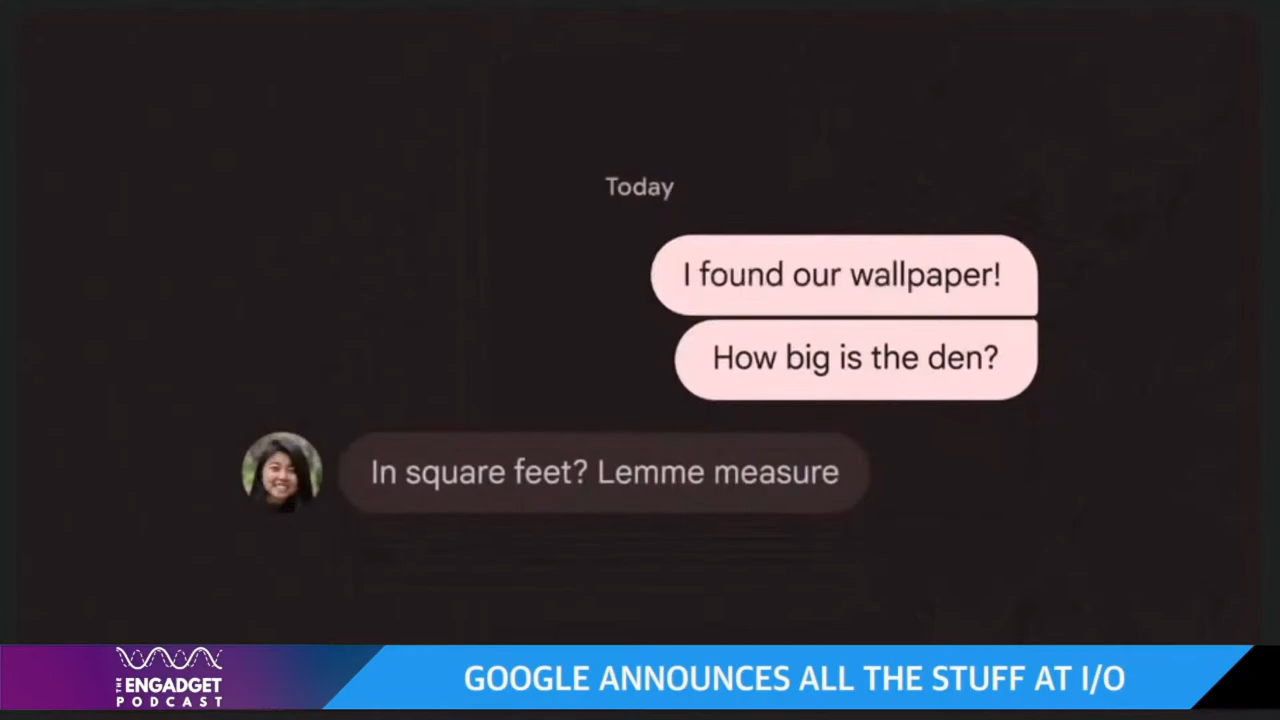 Today
I found our wallpaper!
How big is the den?
In square feet? Lemme measure
THE
ENGADGET
PODCAST
GOOGLE ANNOUNCES ALL THE STUFF AT I/O